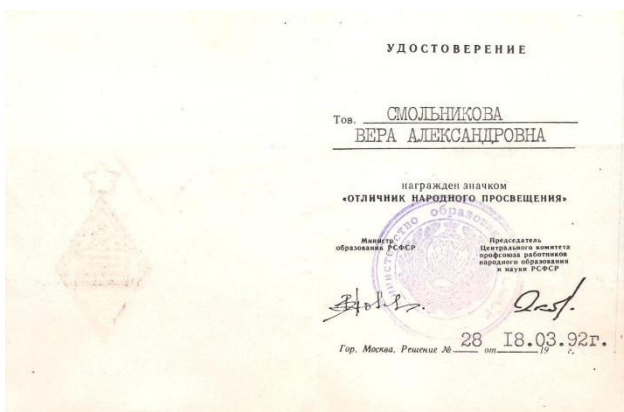 УДОСТОВЕРЕНИЕ
Тов. СМОЛЬНИКОВА
ВЕРА АЛЕКСАНДРОВНА
награжден значком
«ОТЛИЧНИК НАРОДНОГО ПРОСВЕЩЕНИЯ»
Министр
образования РСФСР
Председатель
Центрального комитета
профсоюза работников
народного образования
и науки РСФСР
Гор. Москва, Решение № 28 от 18.03.92г.
19 г.